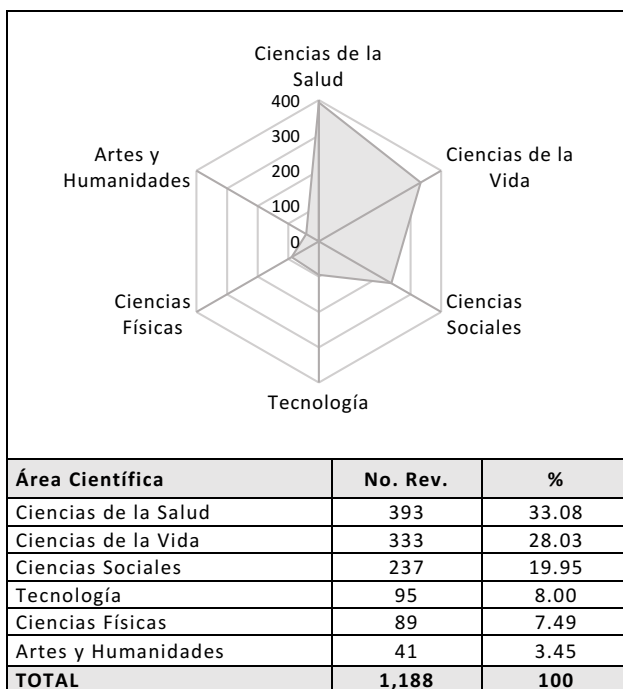 Ciencias de la
Salud
400
300
200
100
0
Artes y
Humanidades
Ciencias de la
Vida
Ciencias
Físicas
Ciencias
Sociales
Tecnología
Área Científica No. Rev. %
Ciencias de la Salud 393 33.08
Ciencias de la Vida 333 28.03
Ciencias Sociales 237 19.95
Tecnología 95 8.00
Ciencias Físicas 89 7.49
Artes y Humanidades 41 3.45
TOTAL 1,188 100